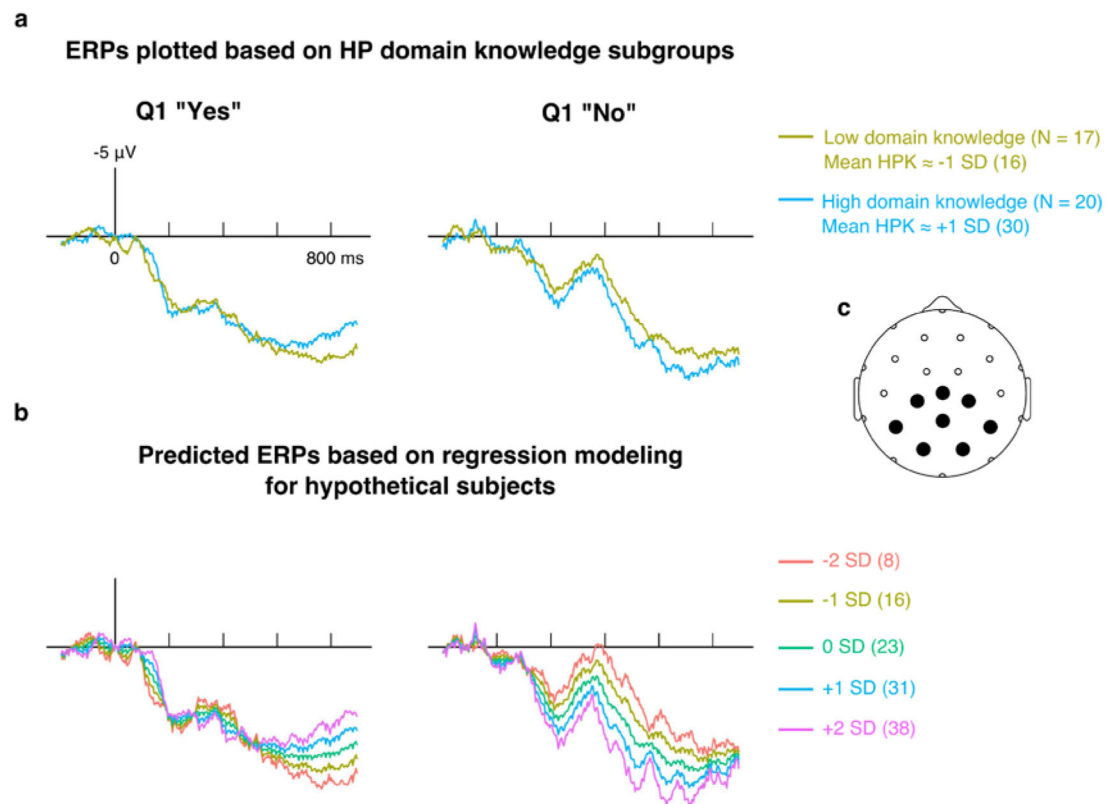 a
ERPs plotted based on HP domain knowledge subgroups
Q1 "Yes"
Q1 "No"
-5 µV
0
800 ms
Low domain knowledge (N = 17)
Mean HPK ≈ -1 SD (16)
High domain knowledge (N = 20)
Mean HPK ≈ +1 SD (30)
c
b
Predicted ERPs based on regression modeling
for hypothetical subjects
-2 SD (8)
-1 SD (16)
0 SD (23)
+1 SD (31)
+2 SD (38)